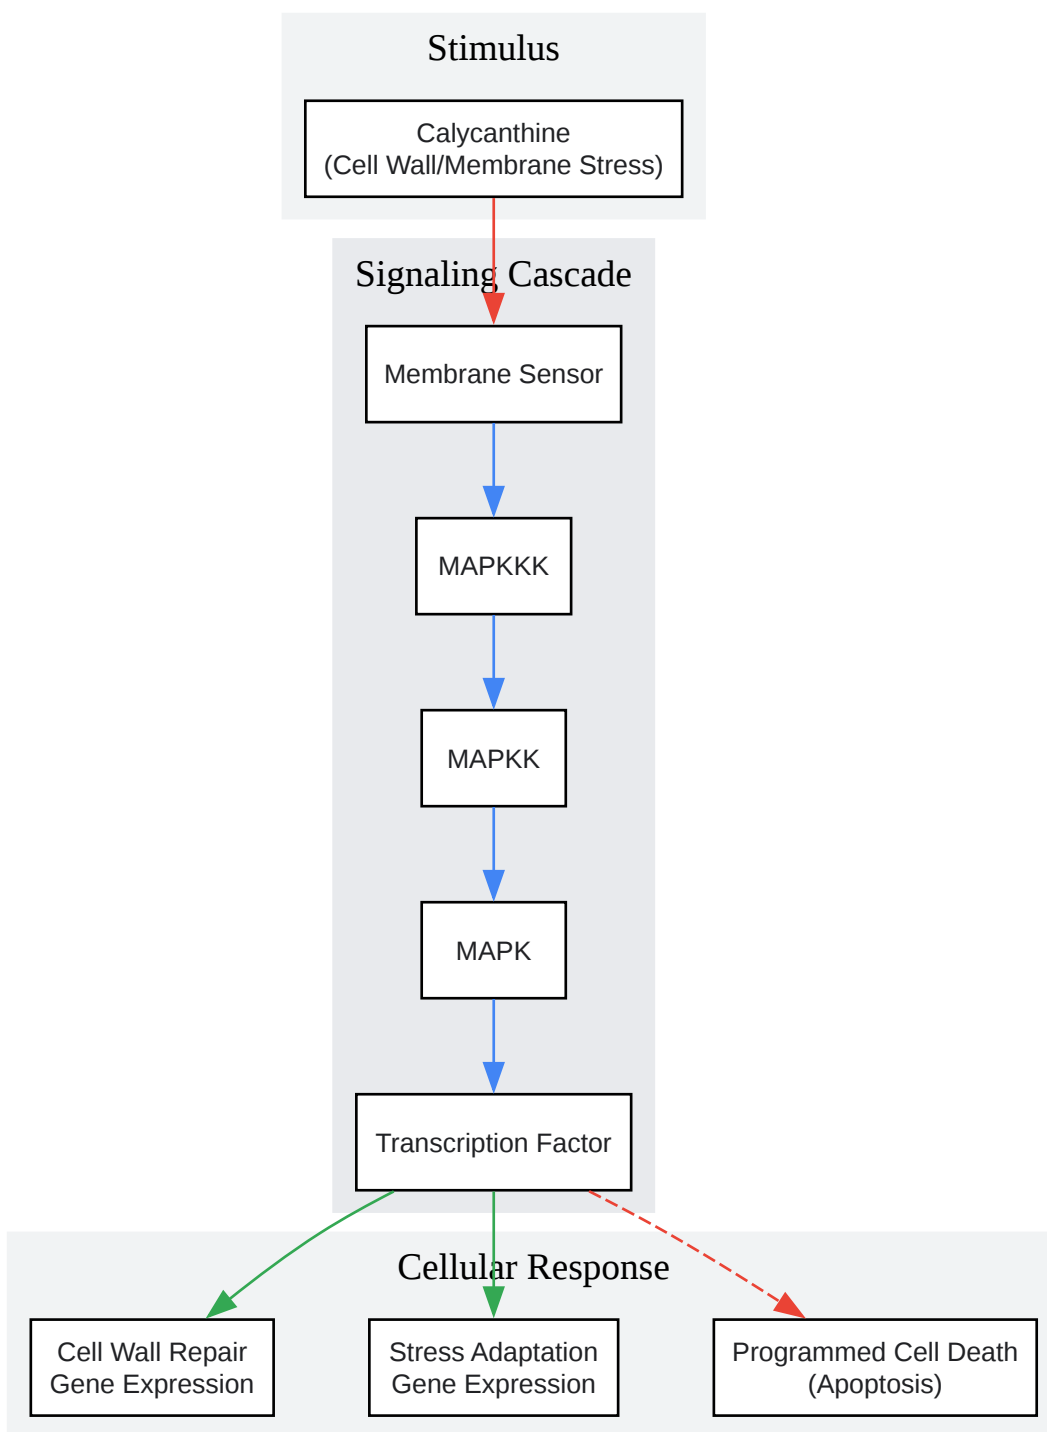 Stimulus
Calycanthine
(Cell Wall/Membrane Stress)
Signaling Cascade
Membrane Sensor
MAPKKK
MAPKK
MAPK
Transcription Factor
Cellular Response
Cell Wall Repair
Gene Expression
Stress Adaptation
Gene Expression
Programmed Cell Death
(Apoptosis)